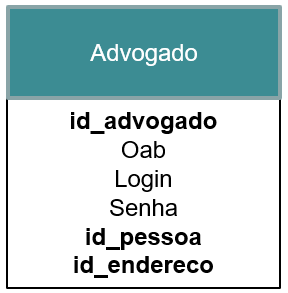 Advogado
id_advogado
Oab
Login
Senha
id_pessoa
id_endereco